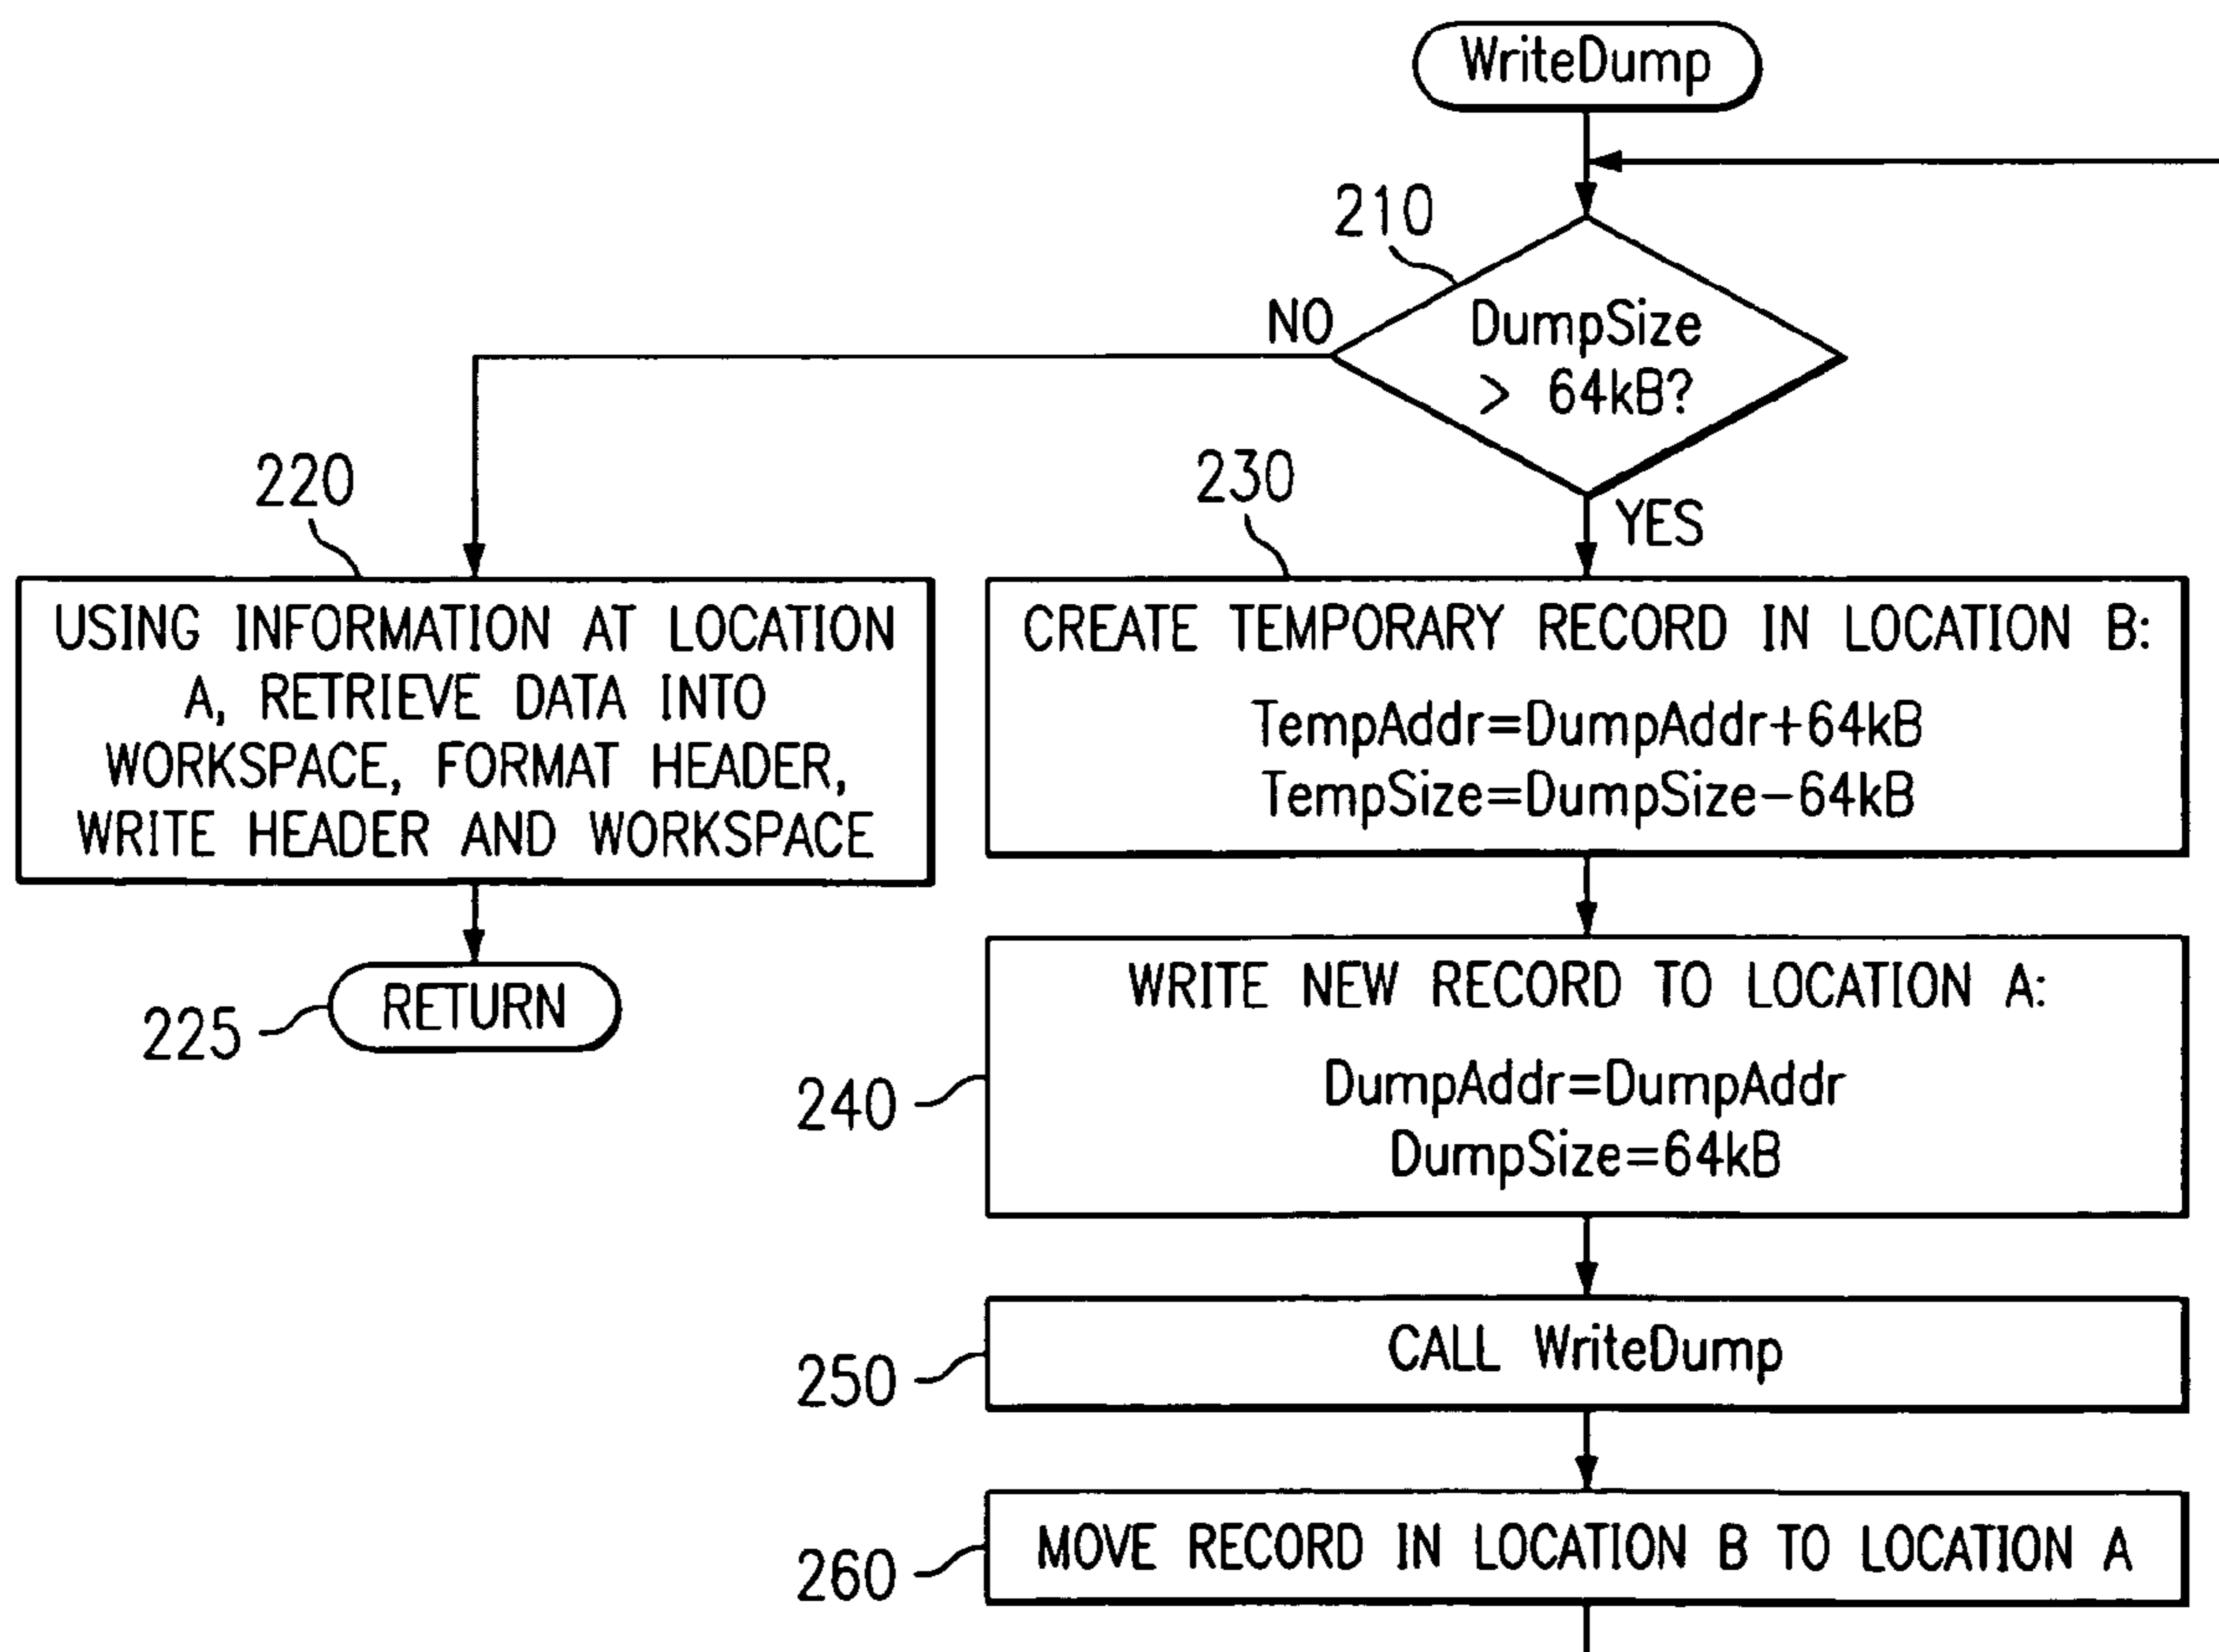 WriteDump
210
DumpSize
> 64kB?
NO
YES
220
USING INFORMATION AT LOCATION
A, RETRIEVE DATA INTO
WORKSPACE, FORMAT HEADER,
WRITE HEADER AND WORKSPACE
225
RETURN
230
CREATE TEMPORARY RECORD IN LOCATION B:
TempAddr=DumpAddr+64kB
TempSize=DumpSize−64kB
240
WRITE NEW RECORD TO LOCATION A:
DumpAddr=DumpAddr
DumpSize=64kB
250
CALL WriteDump
260
MOVE RECORD IN LOCATION B TO LOCATION A